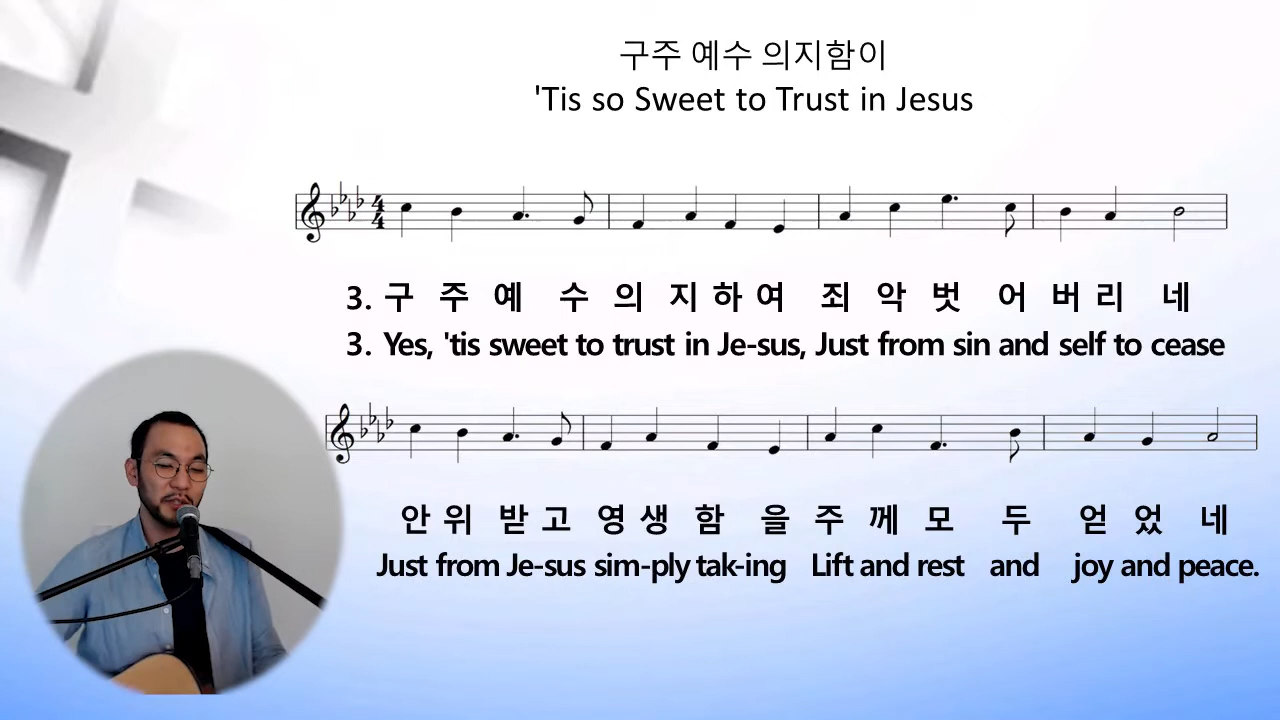 구주 예수 의지함이
'Tis so Sweet to Trust in Jesus
3. 구 주 예 수 의 지 하 여 죄 악 벗 어 버 리 네
3. Yes, 'tis sweet to trust in Je-sus, Just from sin and self to cease
안 위 받 고 영 생 함 을 주 께 모 두 얻 었 네
Just from Je-sus sim-ply tak-ing Lift and rest and joy and peace.